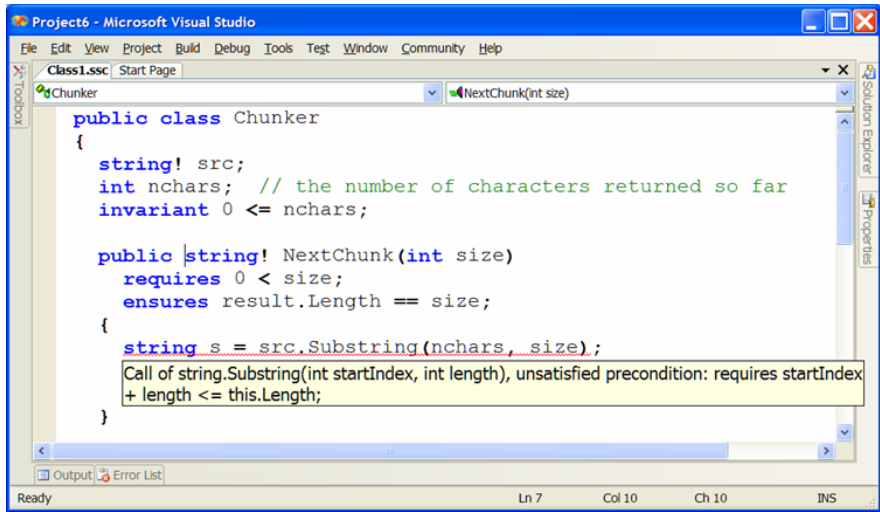 Project6 - Microsoft Visual Studio
File Edit View Project Build Debug Tools Test Window Community Help
Toolbox
Class1.ssc Start Page
Chunker NextChunk(int size)
public class Chunker
{
string! src;
int nchars; // the number of characters returned so far
invariant 0 <= nchars;
public string! NextChunk(int size)
requires 0 < size;
ensures result.Length == size;
{
string s = src.Substring(nchars, size);
Call of string.Substring(int startIndex, int length), unsatisfied precondition: requires startIndex
+ length <= this.Length;
}
Solution Explorer
Properties
Output Error List
Ready Ln 7 Col 10 Ch 10 INS